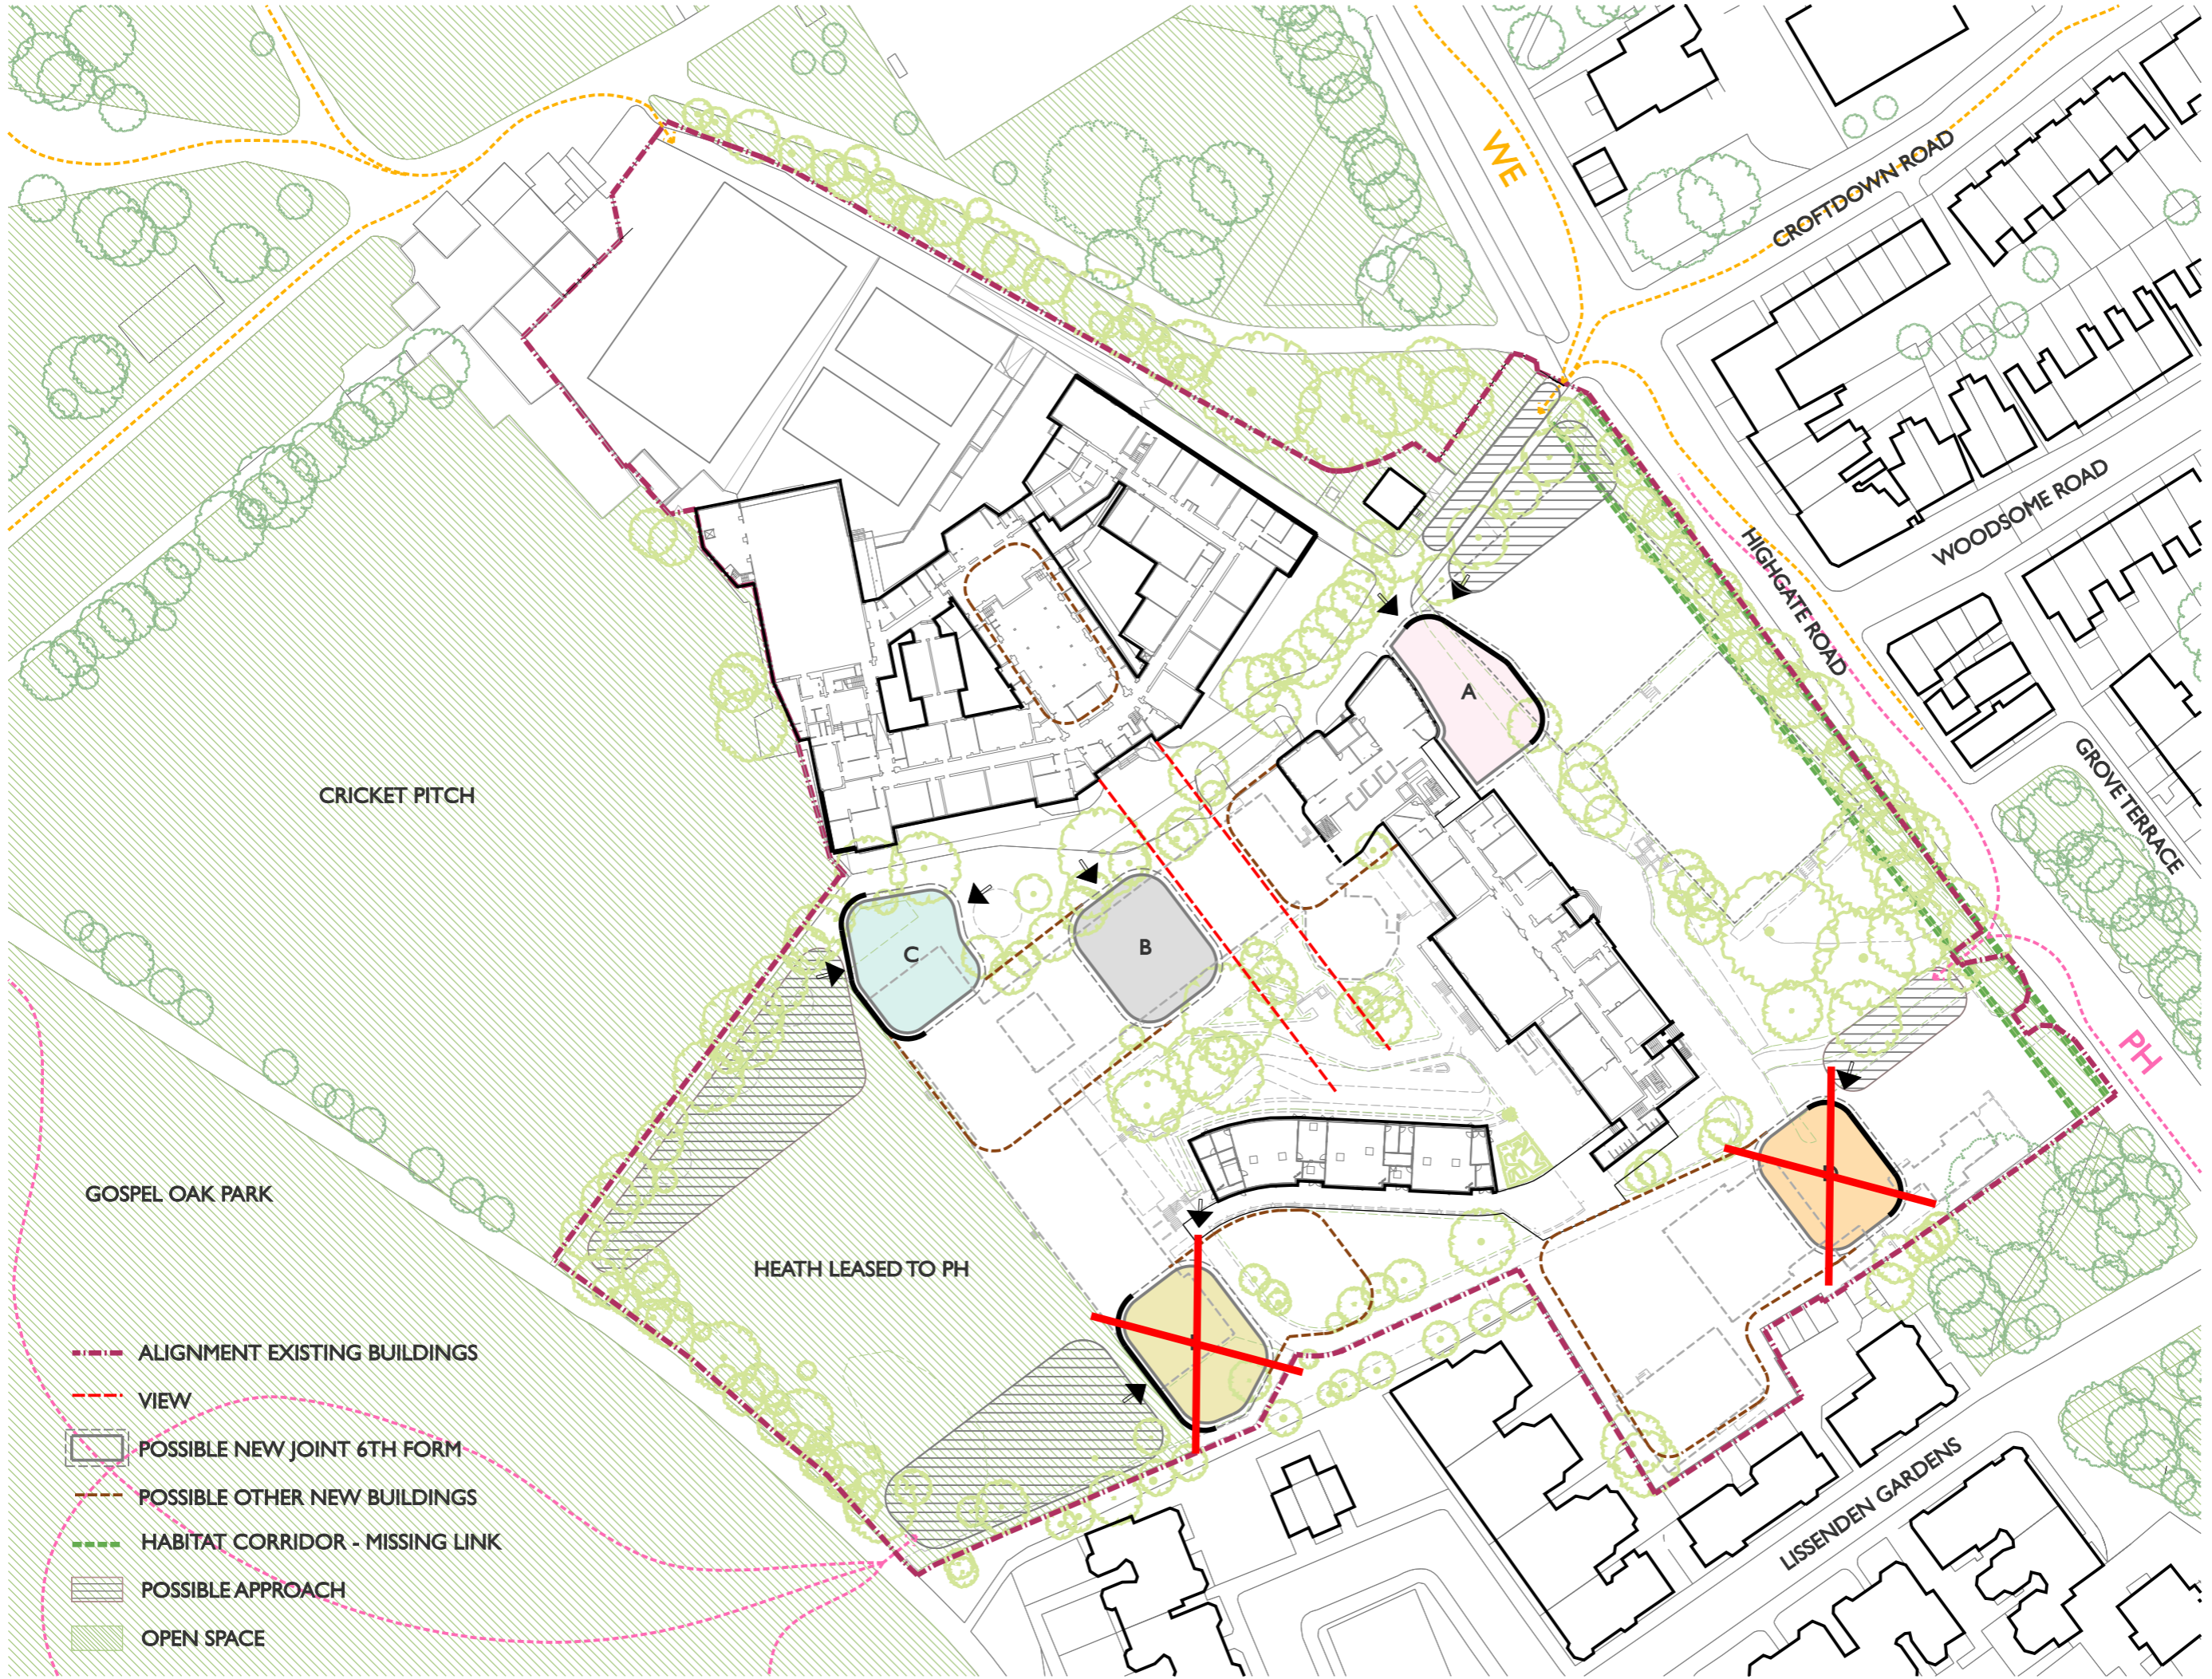 WE
CROFTDOWN ROAD
WOODSOME ROAD
HIGHGATE ROAD
A
GROVE TERRACE
CRICKET PITCH
B
C
PH
GOSPEL OAK PARK
HEATH LEASED TO PH
ALIGNMENT EXISTING BUILDINGS
VIEW
POSSIBLE NEW JOINT 6TH FORM
POSSIBLE OTHER NEW BUILDINGS
HABITAT CORRIDOR - MISSING LINK
POSSIBLE APPROACH
OPEN SPACE
LISSENDEN GARDENS